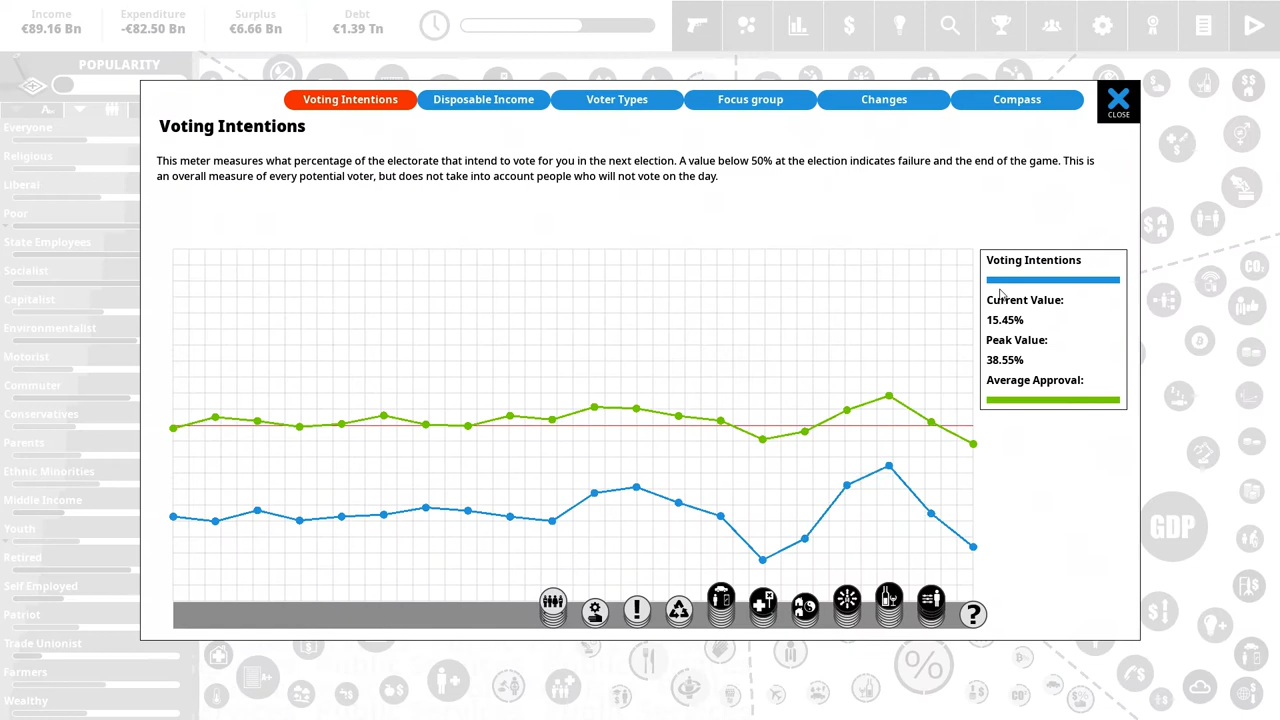 Income
€89.16 Bn
Expenditure
-€82.50 Bn
Surplus
€6.66 Bn
Debt
€1.39 Tn
POPULARITY
Everyone
Religious
Liberal
Poor
State Employees
Socialist
Capitalist
Environmentalist
Motorist
Commuter
Conservatives
Parents
Ethnic Minorities
Middle Income
Youth
Retired
Self Employed
Patriot
Trade Unionist
Farmers
Wealthy
Voting Intentions
Disposable Income
Voter Types
Focus group
Changes
Compass
CLOSE
Voting Intentions
This meter measures what percentage of the electorate that intend to vote for you in the next election. A value below 50% at the election indicates failure and the end of the game. This is
an overall measure of every potential voter, but does not take into account people who will not vote on the day.
Voting Intentions
Current Value:
15.45%
Peak Value:
38.55%
Average Approval:
GDP